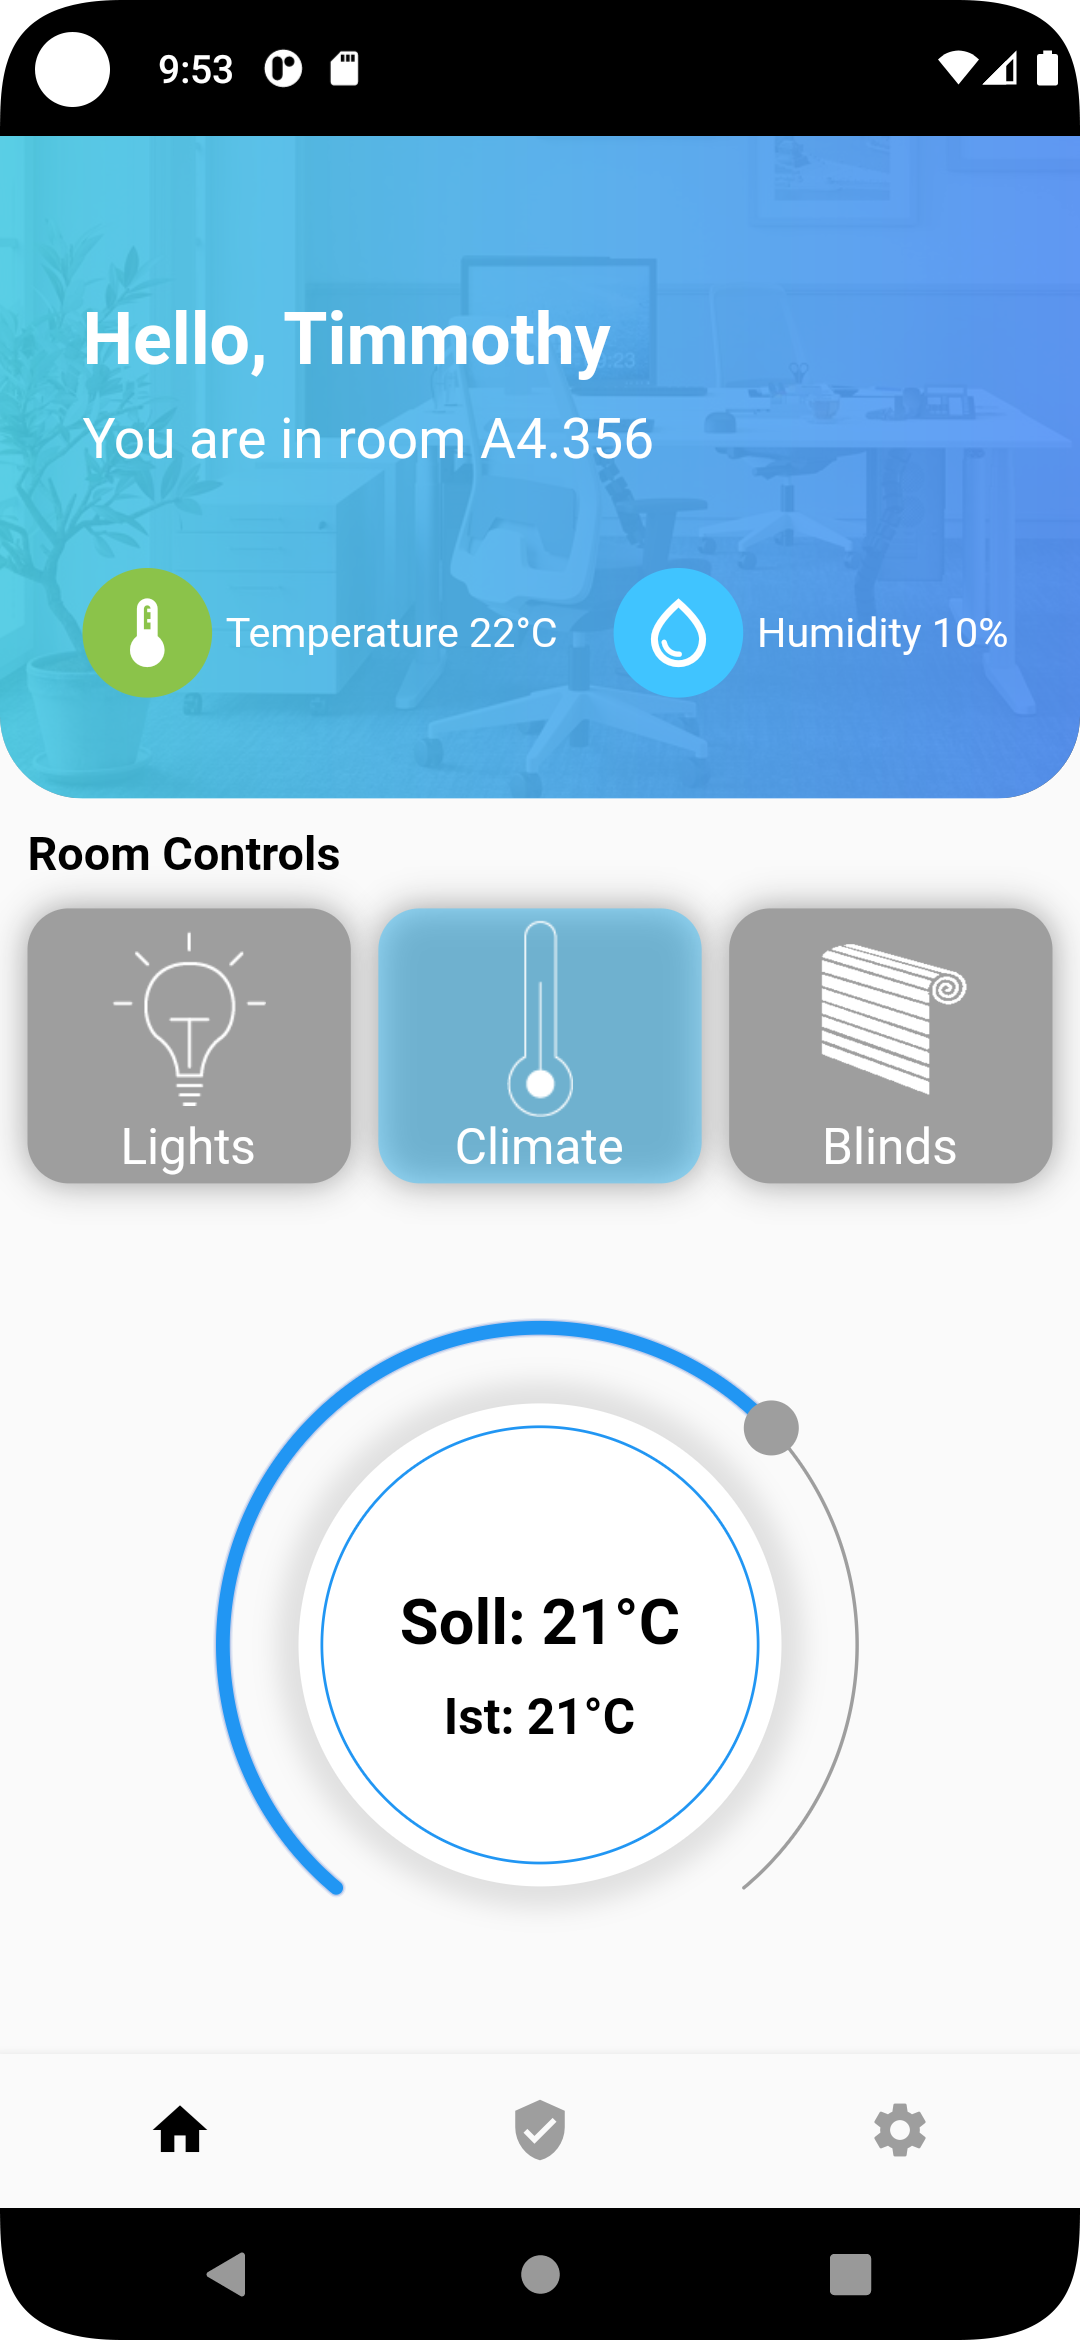 9:53
Hello, Timmothy
You are in room A4.356
Temperature 22°C
Humidity 10%
Room Controls
Lights
Climate
Blinds
Soll: 21°C
Ist: 21°C